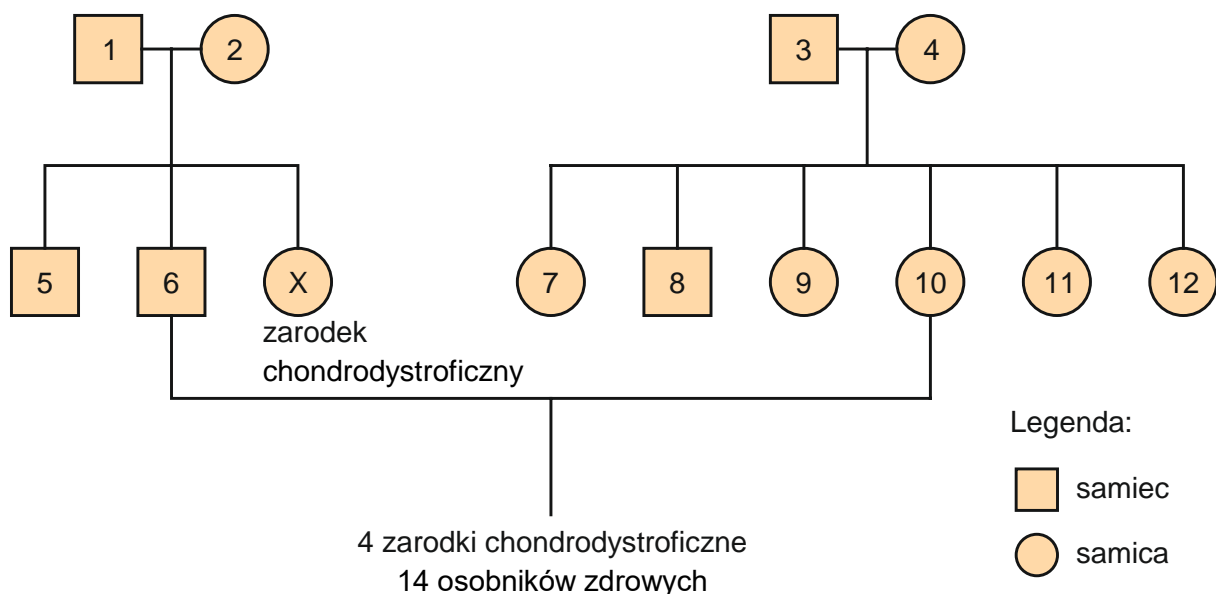 1 2 3 4
5 6 X 7 8 9 10 11 12
zarodek
chondrodystroficzny
Legenda:
samiec
samica
4 zarodki chondrodystroficzne
14 osobników zdrowych